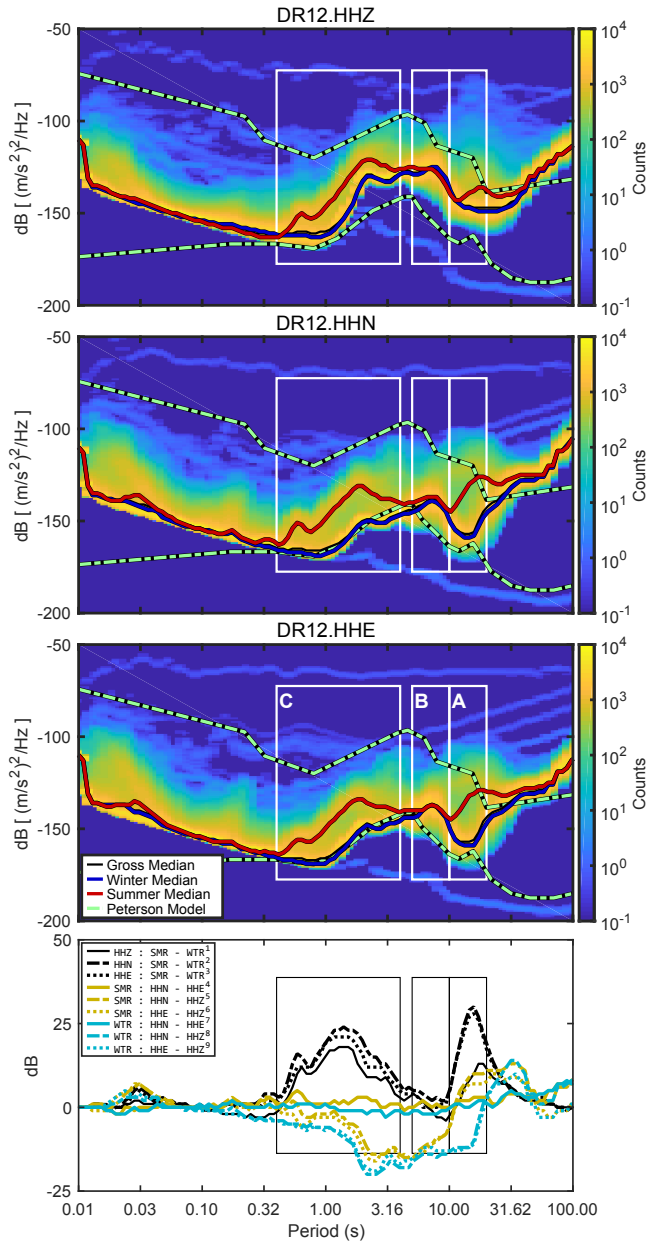 DR12.HHZ
-50
-100
-150
-200
dB [ (m/s²)²/Hz]
10⁴
10³
10²
10¹
10⁰
10⁻¹
Counts
DR12.HHN
-50
-100
-150
-200
dB [ (m/s²)²/Hz]
10⁴
10³
10²
10¹
10⁰
10⁻¹
Counts
DR12.HHE
-50
-100
-150
-200
dB [ (m/s²)²/Hz]
C B A
Gross Median
Winter Median
Summer Median
Peterson Model
10⁴
10³
10²
10¹
10⁰
10⁻¹
Counts
50
25
0
-25
dB
HHZ : SMR - WTR¹
HHN : SMR - WTR²
HHE : SMR - WTR³
SMR : HHN - HHE⁴
SMR : HHN - HHZ⁵
SMR : HHE - HHZ⁶
WTR : HHN - HHE⁷
WTR : HHN - HHZ⁸
WTR : HHE - HHZ⁹
0.01 0.03 0.10 0.32 1.00 3.16 10.00 31.62 100.00
Period (s)